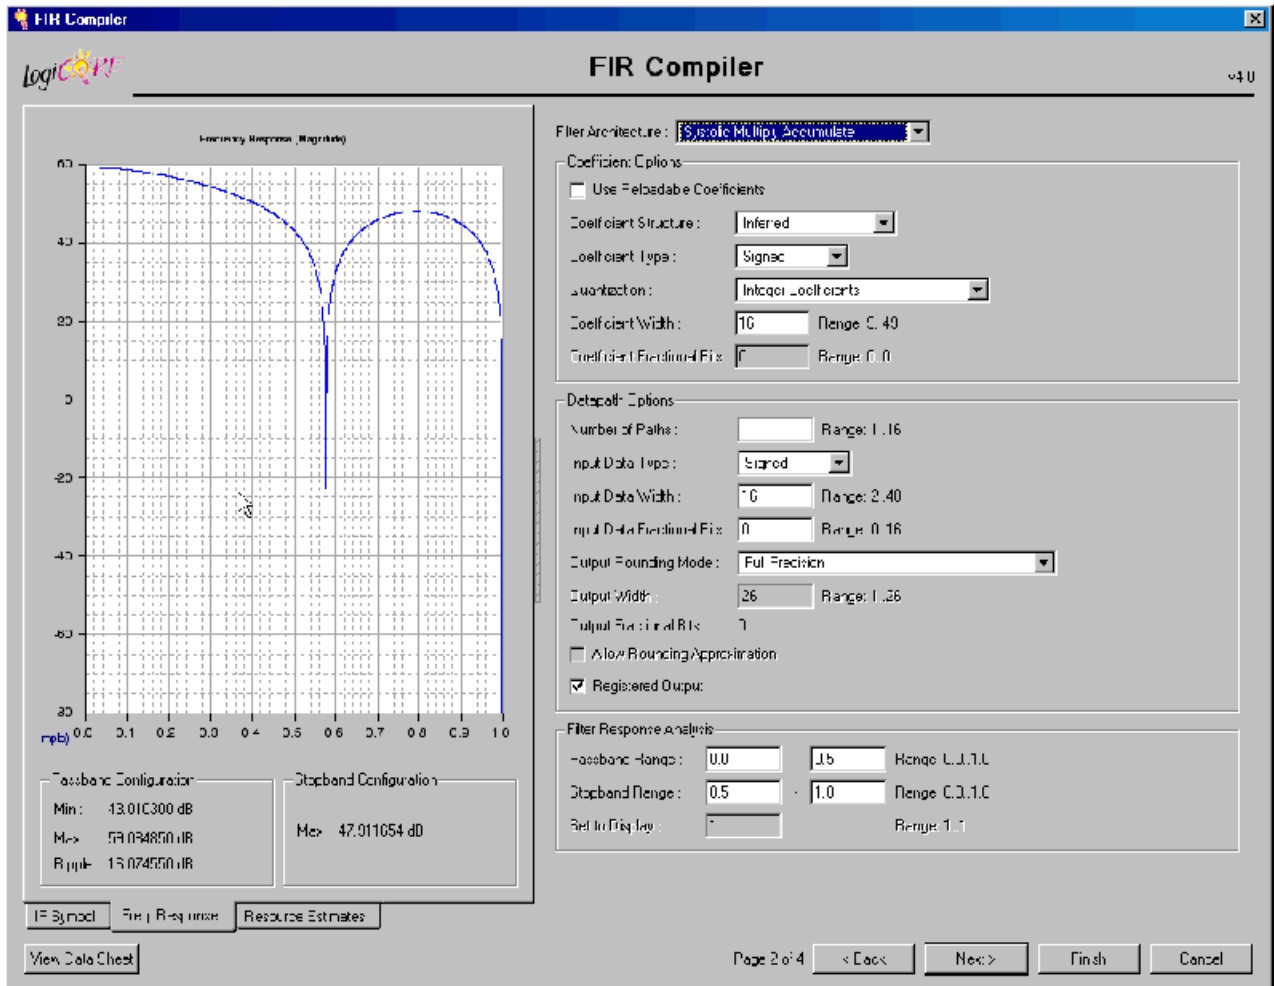 FIR Compiler
LogiCORE
FIR Compiler
v4.0
Frequency Response (Magnitude)
60
40
20
0
-20
-40
-60
-80
0.0 0.1 0.2 0.3 0.4 0.5 0.6 0.7 0.8 0.9 1.0
Passband Configuration
Min : 43.010300 dB
Max
Ripple 16.074550 dB
Stopband Configuration
Max 47.911654 dB
IP Symbol
Freq Response
Resource Estimates
View Data Sheet
Filter Architecture : Systolic Multiply Accumulate
Coefficient Options
Use Reloadable Coefficients
Coefficient Structure : Inferred
Coefficient Type : Signed
Quantization : Integer Coefficients
Coefficient Width : 16 Range: 49
Coefficient Fractional Bits 0 Range: 0..0
Datapath Options
Number of Paths : Range: 1..16
Input Data Type : Signed
Input Data Width : 16 Range: 2..40
Input Data Fractional Bits 0 Range: 0..16
Output Rounding Mode : Full Precision
Output Width : 26 Range: 1..26
Output Fractional Bits 0
Allow Rounding Approximation
Registered Output
Filter Response Analysis
Passband Range : 0.0 0.5 Range: 0.0..1.0
Stopband Range : 0.5 - 1.0 Range: 0.0..1.0
Set to Display : 1 Range: 1..1
Page 2 of 4
< Back
Next >
Finish
Cancel